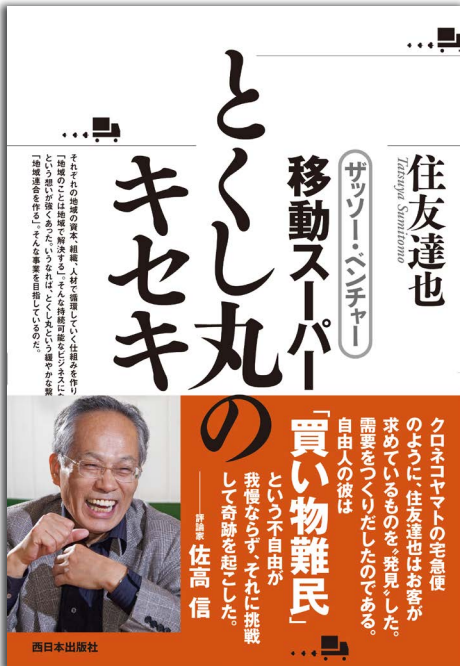 住友達也
Tatsuya Sumitomo
ザッソー・ベンチャー
移動スーパー
とくし丸の
キセキ
それぞれの地域の資本、組織、人材で循環していく仕組みを作り
「地域のことは地域で解決する」。そんな持続可能なビジネスにな
という想いが強くあった。いうなれば、とくし丸という緩やかな繋
「地域連合を作る」。そんな事業を目指しているのだ。
クロネコヤマトの宅急便
のように、住友達也はお客が
求めているものを〝発見〟した。
需要をつくりだしたのである。
自由人の彼は
「買い物難民」
という不自由が
我慢ならず、それに挑戦
して奇跡を起こした。
——評論家 佐高 信
西日本出版社